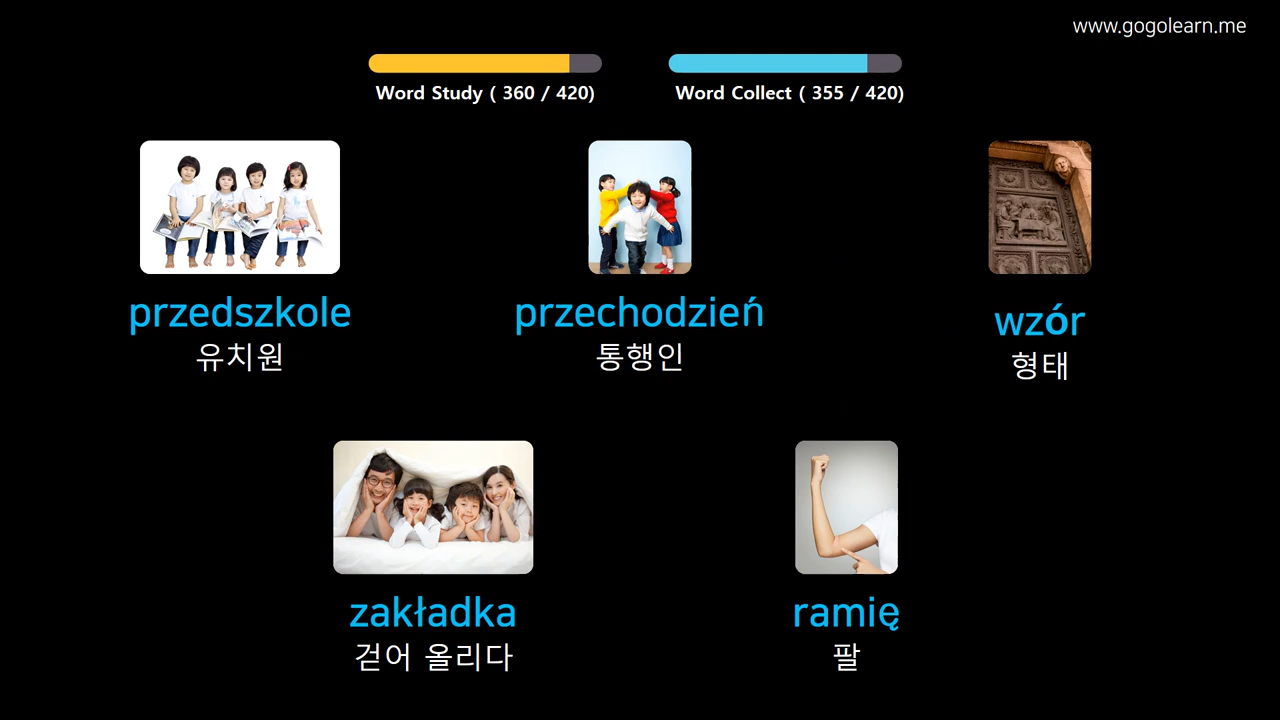 www.gogolearn.me
Word Study ( 360 / 420)
Word Collect ( 355 / 420)
przedszkole
유치원
przechodzień
통행인
wzór
형태
zakładka
걷어 올리다
ramię
팔